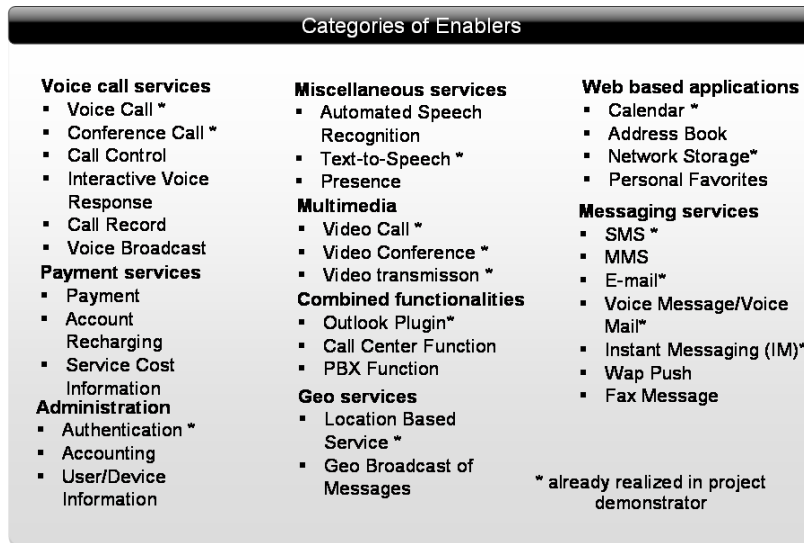 Categories of Enablers
Voice call services
▪ Voice Call *
▪ Conference Call *
▪ Call Control
▪ Interactive Voice
Response
▪ Call Record
▪ Voice Broadcast
Payment services
▪ Payment
▪ Account
Recharging
▪ Service Cost
Information
Administration
▪ Authentication *
▪ Accounting
▪ User/Device
Information
Miscellaneous services
▪ Automated Speech
Recognition
▪ Text-to-Speech *
▪ Presence
Multimedia
▪ Video Call *
▪ Video Conference *
▪ Video transmisson *
Combined functionalities
▪ Outlook Plugin*
▪ Call Center Function
▪ PBX Function
Geo services
▪ Location Based
Service *
▪ Geo Broadcast of
Messages
Web based applications
▪ Calendar *
▪ Address Book
▪ Network Storage*
▪ Personal Favorites
Messaging services
▪ SMS *
▪ MMS
▪ E-mail*
▪ Voice Message/Voice
Mail*
▪ Instant Messaging (IM)*
▪ Wap Push
▪ Fax Message
* already realized in project
demonstrator